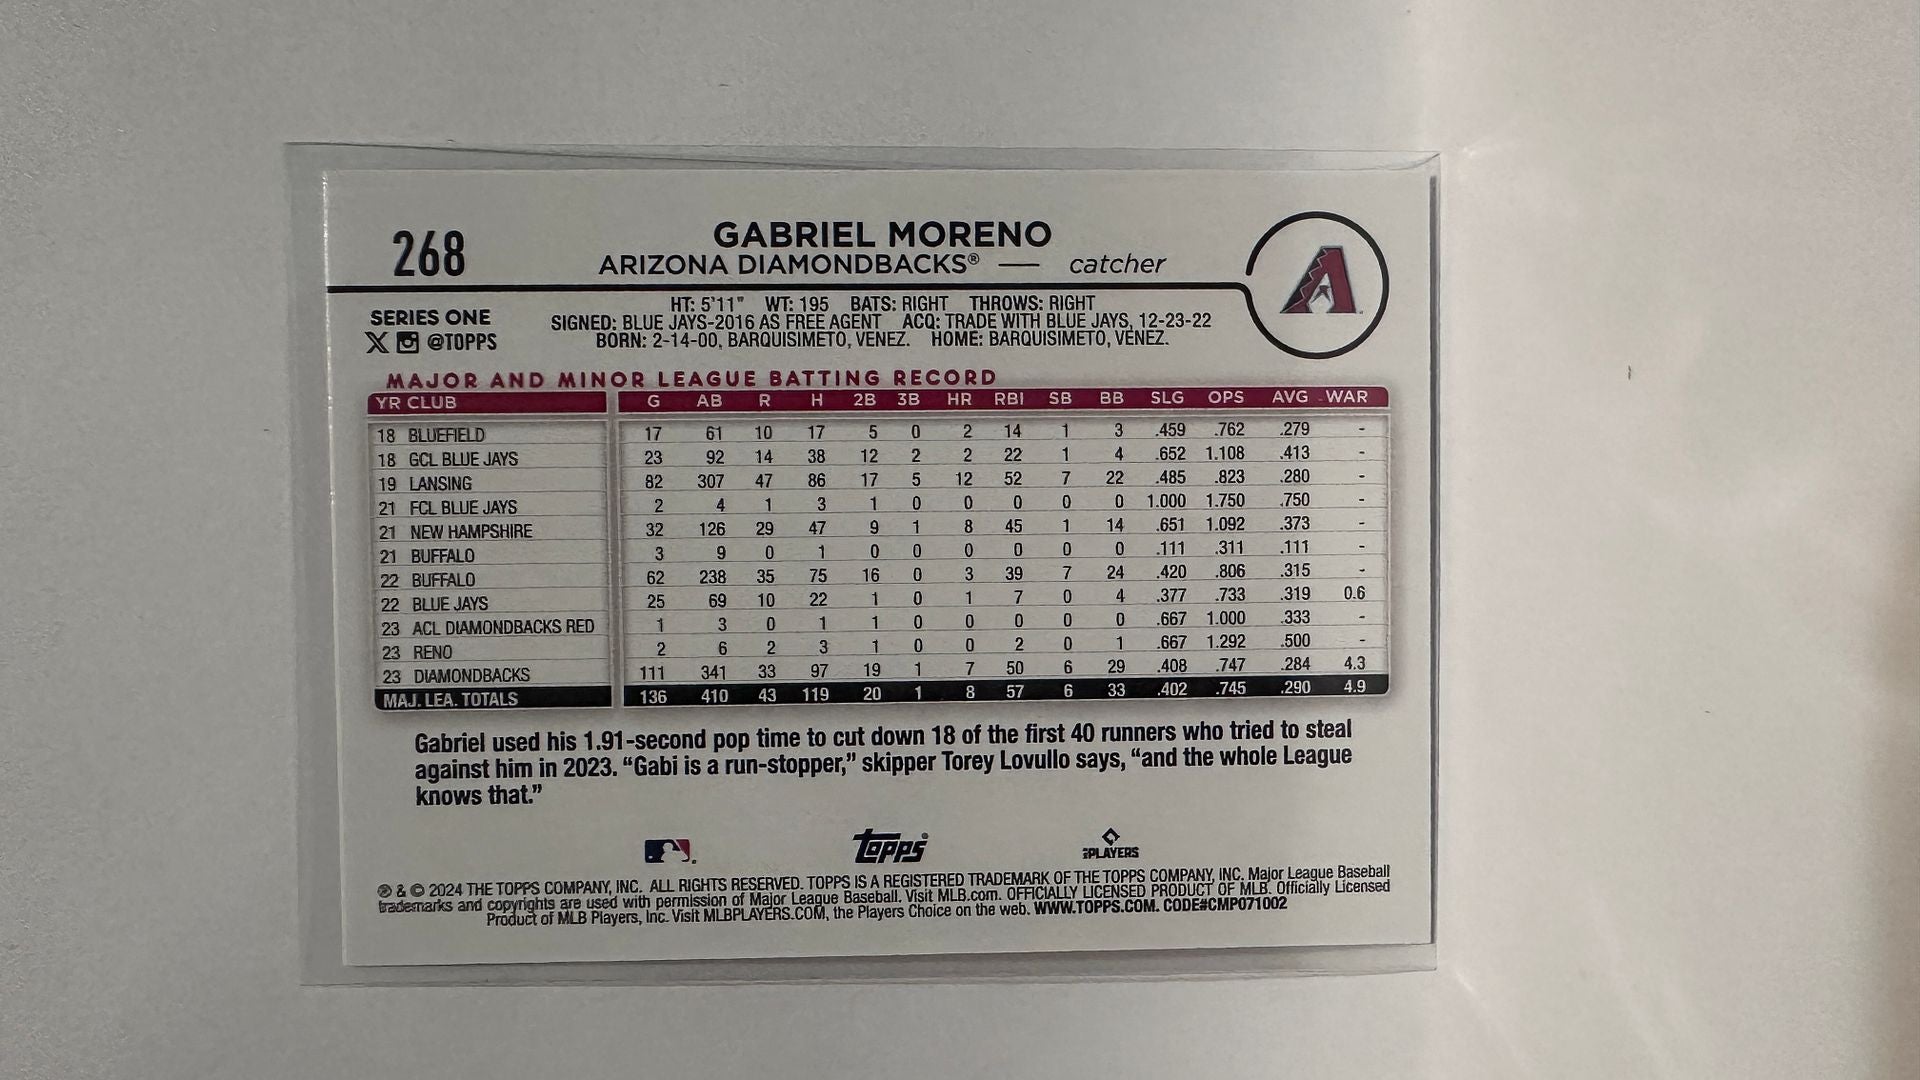 268
GABRIEL MORENO
ARIZONA DIAMONDBACKS® — catcher
A
SERIES ONE
@TOPPS
HT: 5'11" WT: 195 BATS: RIGHT THROWS: RIGHT
SIGNED: BLUE JAYS-2016 AS FREE AGENT ACQ: TRADE WITH BLUE JAYS, 12-23-22
BORN: 2-14-00, BARQUISIMETO, VENEZ. HOME: BARQUISIMETO, VENEZ.
MAJOR AND MINOR LEAGUE BATTING RECORD
YR CLUB G AB R H 2B 3B HR RBI SB BB SLG OPS AVG WAR
18 BLUEFIELD 17 61 10 17 5 0 2 14 1 3 .459 .762 .279 -
18 GCL BLUE JAYS 23 92 14 38 12 2 2 22 1 4 .652 1.108 .413 -
19 LANSING 82 307 47 86 17 5 12 52 7 22 .485 .823 .280 -
21 FCL BLUE JAYS 2 4 1 3 1 0 0 0 0 0 1.000 1.750 .750 -
21 NEW HAMPSHIRE 32 126 29 47 9 1 8 45 1 14 .651 1.092 .373 -
21 BUFFALO 3 9 0 1 0 0 0 0 0 0 .111 .311 .111 -
22 BUFFALO 62 238 35 75 16 0 3 39 7 24 .420 .806 .315 -
22 BLUE JAYS 25 69 10 22 1 0 1 7 0 4 .377 .733 .319 0.6
23 ACL DIAMONDBACKS RED 1 3 0 1 1 0 0 0 0 0 .667 1.000 .333 -
23 RENO 2 6 2 3 1 0 0 2 0 1 .667 1.292 .500 -
23 DIAMONDBACKS 111 341 33 97 19 1 7 50 6 29 .408 .747 .284 4.3
MAJ. LEA. TOTALS 136 410 43 119 20 1 8 57 6 33 .402 .745 .290 4.9
Gabriel used his 1.91-second pop time to cut down 18 of the first 40 runners who tried to steal
against him in 2023. “Gabi is a run-stopper,” skipper Torey Lovullo says, “and the whole League
knows that.”
topps
PLAYERS
® & © 2024 THE TOPPS COMPANY, INC. ALL RIGHTS RESERVED. TOPPS IS A REGISTERED TRADEMARK OF THE TOPPS COMPANY, INC. Major League Baseball
trademarks and copyrights are used with permission of Major League Baseball. Visit MLB.com. OFFICIALLY LICENSED PRODUCT OF MLB. Officially Licensed
Product of MLB Players, Inc. Visit MLBPLAYERS.COM, the Players Choice on the web. WWW.TOPPS.COM. CODE#CMP071002